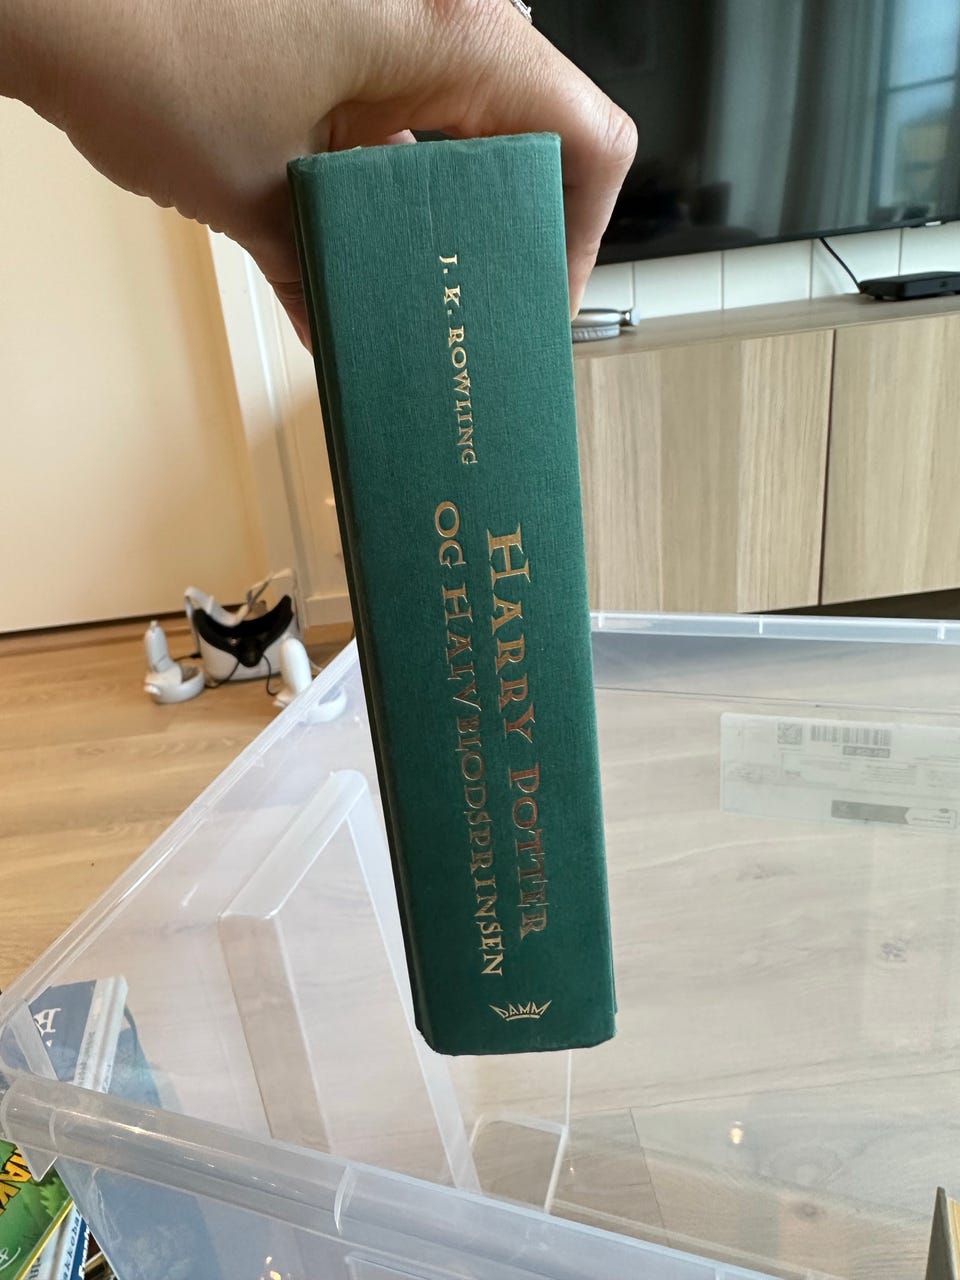 J. K. ROWLING
HARRY POTTER
OG HALVBLODSPRINSEN
DAMM